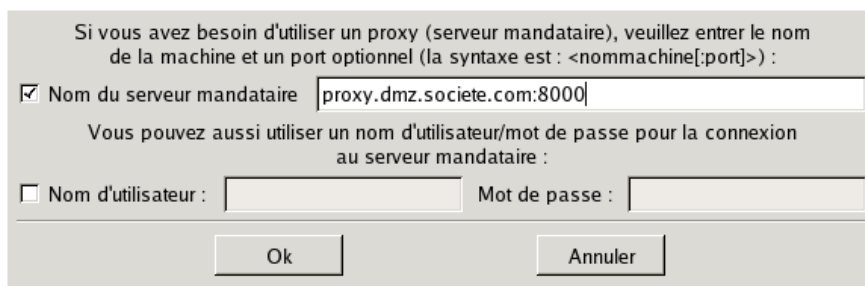 Si vous avez besoin d'utiliser un proxy (serveur mandataire), veuillez entrer le nom
de la machine et un port optionnel (la syntaxe est : <nommachine[:port]>) :
Nom du serveur mandataire proxy.dmz.societe.com:8000
Vous pouvez aussi utiliser un nom d'utilisateur/mot de passe pour la connexion
au serveur mandataire :
Nom d'utilisateur : Mot de passe :
Ok Annuler